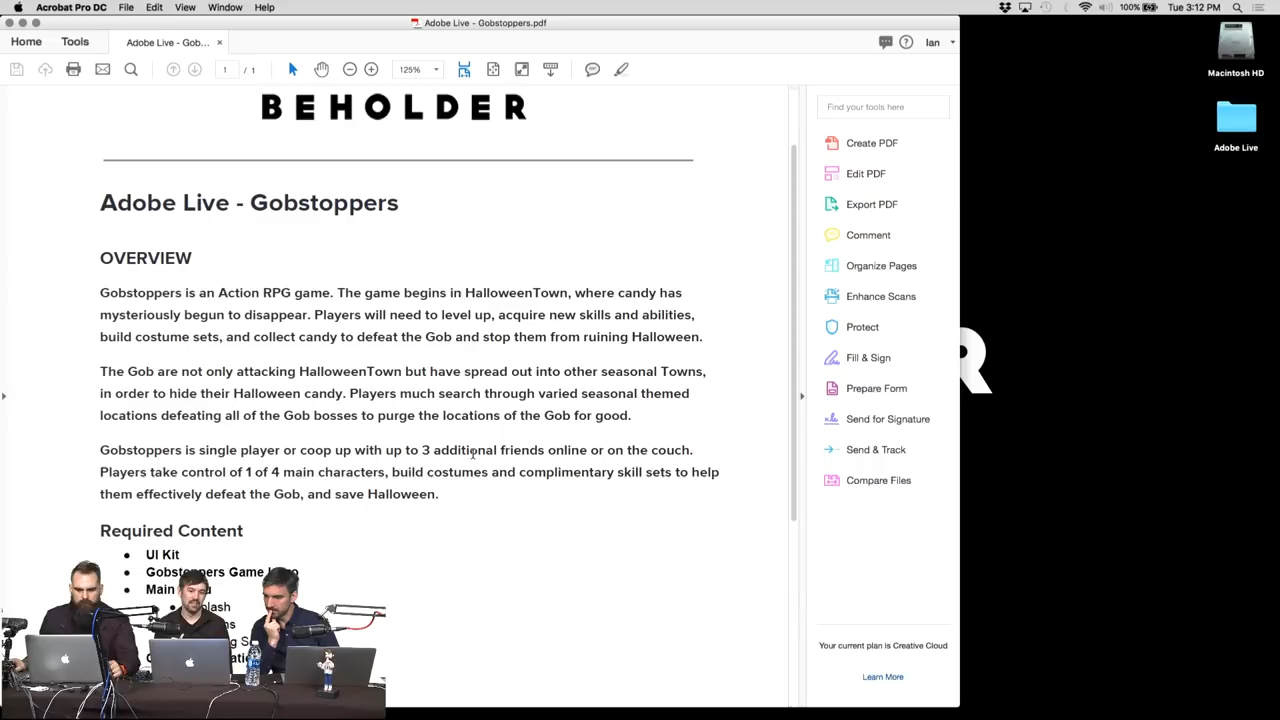 Acrobat Pro DC File Edit View Window Help 100% Tue 3:12 PM
Adobe Live - Gobstoppers.pdf
Home Tools Adobe Live - Gob... × Ian
1 / 1 125%
Macintosh HD
Adobe Live
BEHOLDER
Adobe Live - Gobstoppers
OVERVIEW
Gobstoppers is an Action RPG game. The game begins in HalloweenTown, where candy has
mysteriously begun to disappear. Players will need to level up, acquire new skills and abilities,
build costume sets, and collect candy to defeat the Gob and stop them from ruining Halloween.
The Gob are not only attacking HalloweenTown but have spread out into other seasonal Towns,
in order to hide their Halloween candy. Players much search through varied seasonal themed
locations defeating all of the Gob bosses to purge the locations of the Gob for good.
Gobstoppers is single player or coop up with up to 3 additional friends online or on the couch.
Players take control of 1 of 4 main characters, build costumes and complimentary skill sets to help
them effectively defeat the Gob, and save Halloween.
Required Content
• UI Kit
• Gobstoppers Game
• Main
Find your tools here
Create PDF
Edit PDF
Export PDF
Comment
Organize Pages
Enhance Scans
Protect
Fill & Sign
Prepare Form
Send for Signature
Send & Track
Compare Files
Your current plan is Creative Cloud
Learn More
R